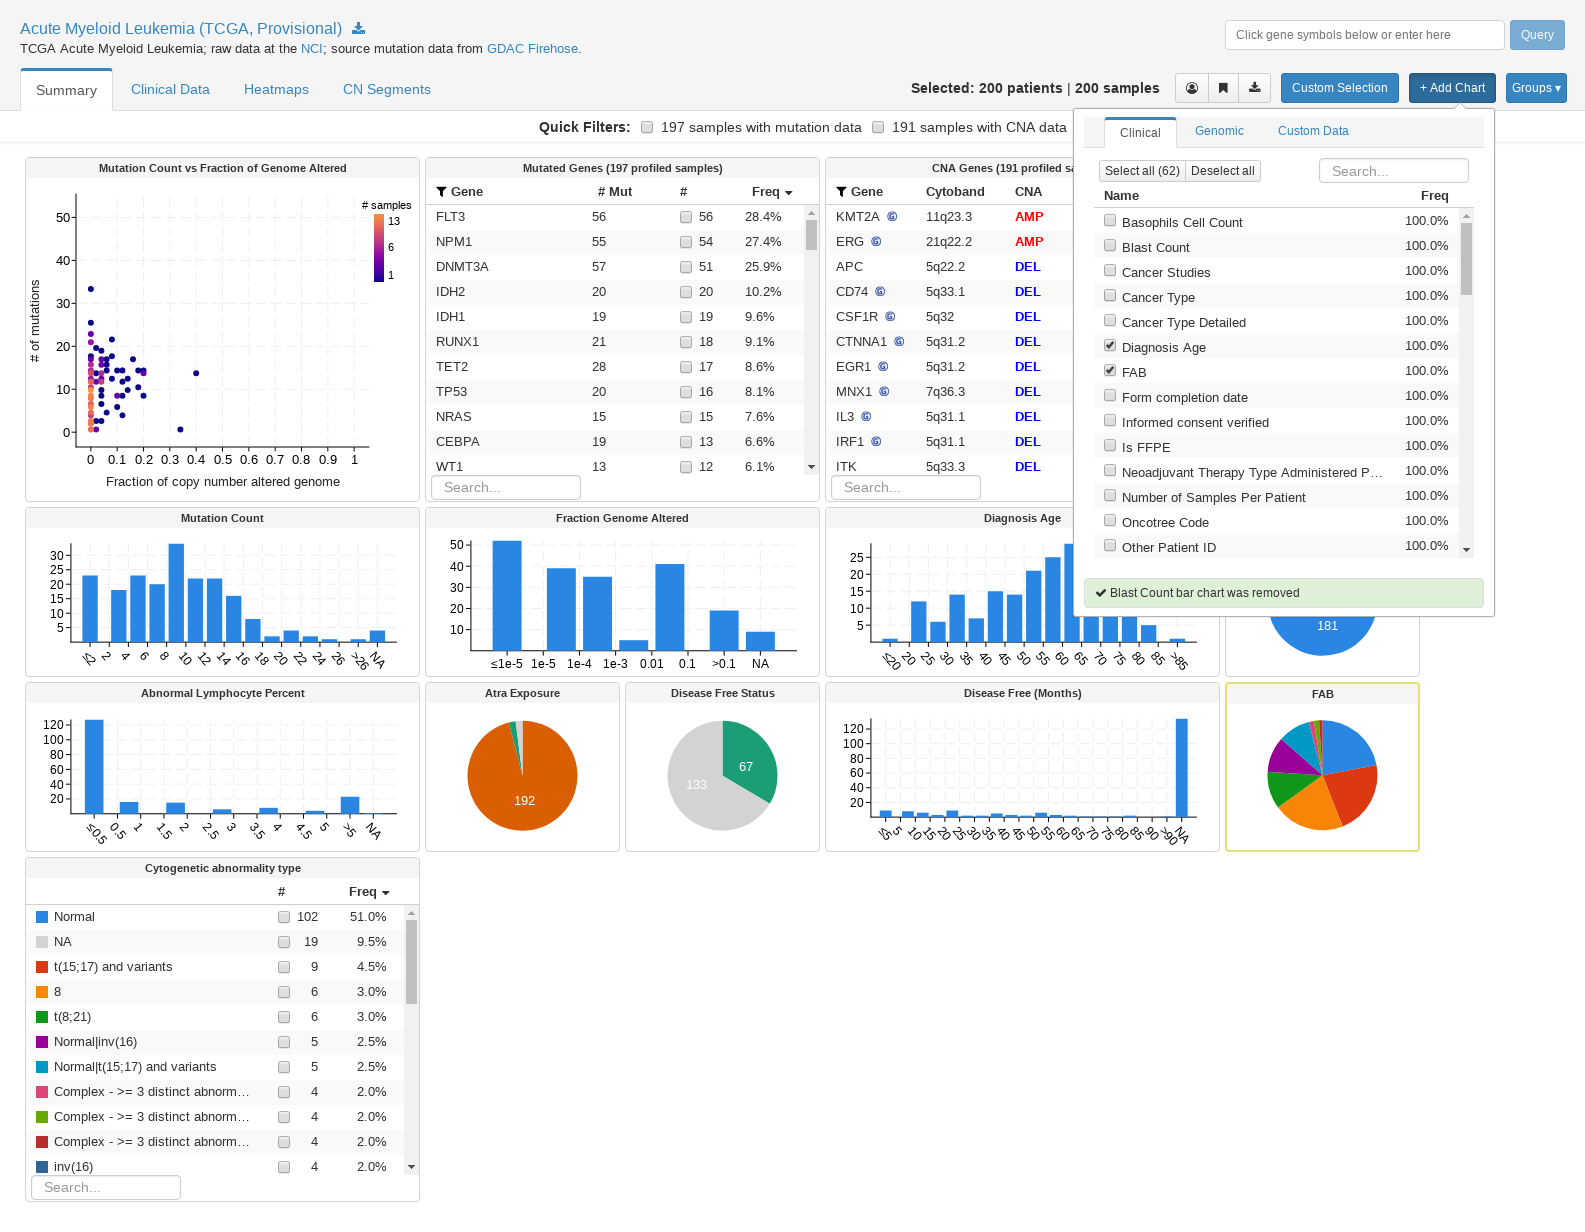 Acute Myeloid Leukemia (TCGA, Provisional)
TCGA Acute Myeloid Leukemia; raw data at the NCI; source mutation data from GDAC Firehose.
Click gene symbols below or enter here
Query
Summary
Clinical Data
Heatmaps
CN Segments
Selected: 200 patients | 200 samples
Custom Selection
+ Add Chart
Groups ▾
Quick Filters: 197 samples with mutation data 191 samples with CNA data
Clinical
Genomic
Custom Data
Select all (62) Deselect all
Search...
Name Freq
Basophils Cell Count 100.0%
Blast Count 100.0%
Cancer Studies 100.0%
Cancer Type 100.0%
Cancer Type Detailed 100.0%
Diagnosis Age 100.0%
FAB 100.0%
Form completion date 100.0%
Informed consent verified 100.0%
Is FFPE 100.0%
Neoadjuvant Therapy Type Administered P... 100.0%
Number of Samples Per Patient 100.0%
Oncotree Code 100.0%
Other Patient ID 100.0%
Blast Count bar chart was removed
Mutation Count vs Fraction of Genome Altered
# samples
13
6
1
50
40
30
20
10
0
# of mutations
0 0.1 0.2 0.3 0.4 0.5 0.6 0.7 0.8 0.9 1
Fraction of copy number altered genome
Mutated Genes (197 profiled samples)
Gene # Mut # Freq
FLT3 56 56 28.4%
NPM1 55 54 27.4%
DNMT3A 57 51 25.9%
IDH2 20 20 10.2%
IDH1 19 19 9.6%
RUNX1 21 18 9.1%
TET2 28 17 8.6%
TP53 20 16 8.1%
NRAS 15 15 7.6%
CEBPA 19 13 6.6%
WT1 13 12 6.1%
Search...
CNA Genes (191 profiled sa
Gene Cytoband CNA
KMT2A G 11q23.3 AMP
ERG G 21q22.2 AMP
APC 5q22.2 DEL
CD74 G 5q33.1 DEL
CSF1R G 5q32 DEL
CTNNA1 G 5q31.2 DEL
EGR1 G 5q31.2 DEL
MNX1 G 7q36.3 DEL
IL3 G 5q31.1 DEL
IRF1 G 5q31.1 DEL
ITK 5q33.3 DEL
Search...
Mutation Count
30
25
20
15
10
5
≤2 2 4 6 8 10 12 14 16 18 20 22 24 26 >26 NA
Fraction Genome Altered
50
40
30
20
10
≤1e-5 1e-5 1e-4 1e-3 0.01 0.1 >0.1 NA
Diagnosis Age
25
20
15
10
5
≤20 20 25 30 35 40 45 50 55 60 65 70 75 80 85 >85
181
Abnormal Lymphocyte Percent
120
100
80
60
40
20
≤0.5 0.5 1 1.5 2 2.5 3 3.5 4 4.5 5 >5 NA
Atra Exposure
192
Disease Free Status
67
133
Disease Free (Months)
120
100
80
60
40
20
≤5 5 10 15 20 25 30 35 40 45 50 55 60 65 70 75 80 85 90 >90 NA
FAB
Cytogenetic abnormality type
# Freq
Normal 102 51.0%
NA 19 9.5%
t(15;17) and variants 9 4.5%
8 6 3.0%
t(8;21) 6 3.0%
Normal|inv(16) 5 2.5%
Normal|t(15;17) and variants 5 2.5%
Complex - >= 3 distinct abnorm... 4 2.0%
Complex - >= 3 distinct abnorm... 4 2.0%
Complex - >= 3 distinct abnorm... 4 2.0%
inv(16) 4 2.0%
Search...